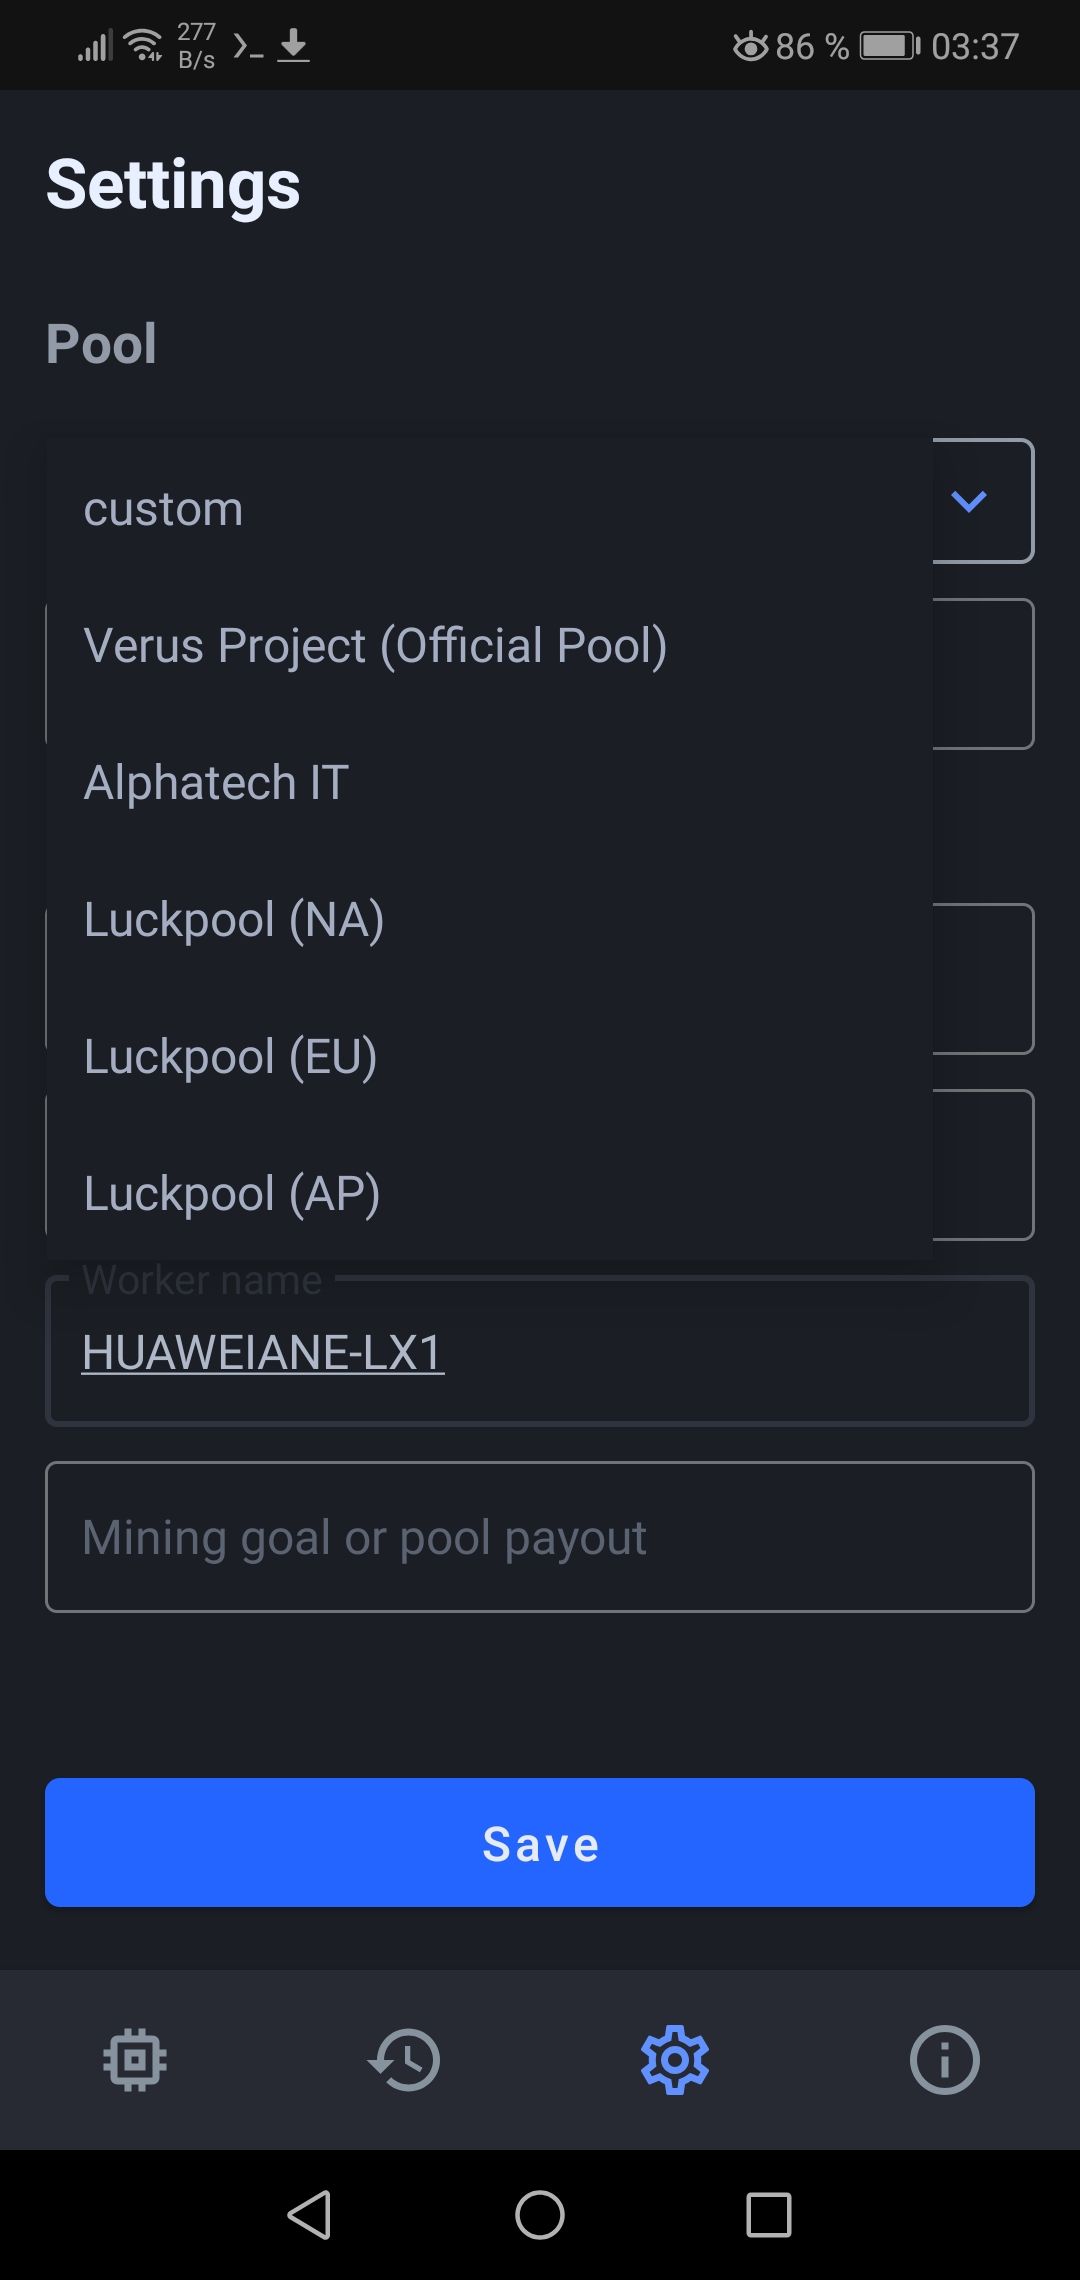 277
B/s
86 %
03:37
Settings
Pool
custom
Verus Project (Official Pool)
Alphatech IT
Luckpool (NA)
Luckpool (EU)
Luckpool (AP)
Worker name
HUAWEIANE-LX1
Mining goal or pool payout
Save